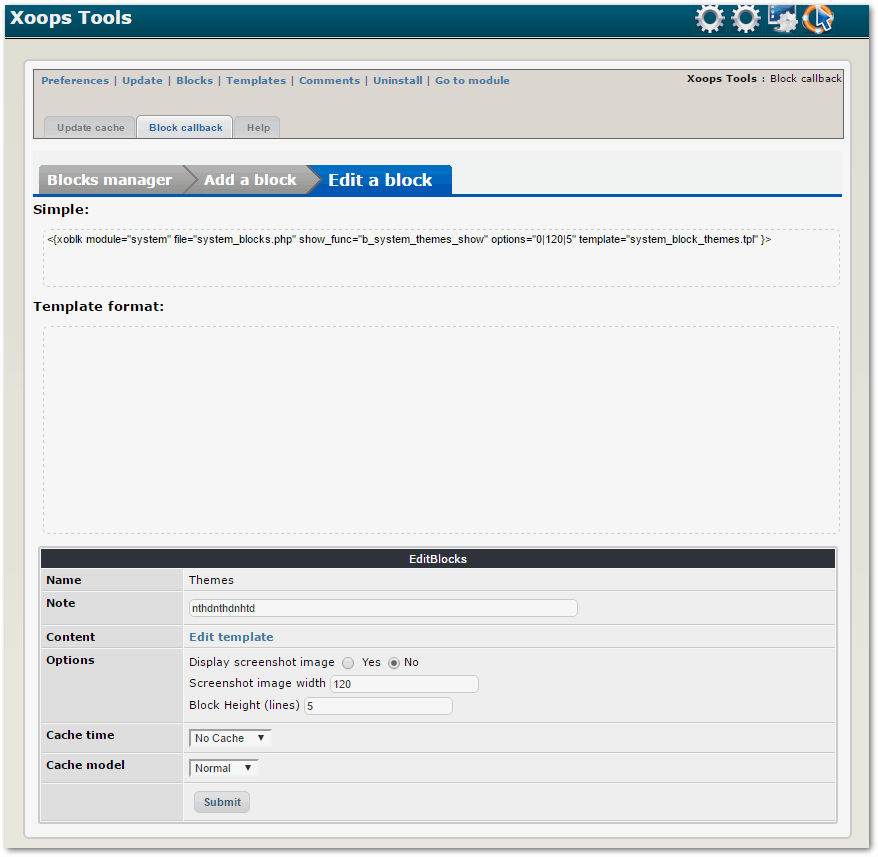 Xoops Tools
Preferences | Update | Blocks | Templates | Comments | Uninstall | Go to module
Xoops Tools : Block callback
Update cache Block callback Help
Blocks manager Add a block Edit a block
Simple:
<{xoblk module="system" file="system_blocks.php" show_func="b_system_themes_show" options="0|120|5" template="system_block_themes.tpl" }>
Template format:
EditBlocks
Name Themes
Note nthdnthdnhtd
Content Edit template
Options Display screenshot image Yes No
Screenshot image width 120
Block Height (lines) 5
Cache time No Cache
Cache model Normal
Submit